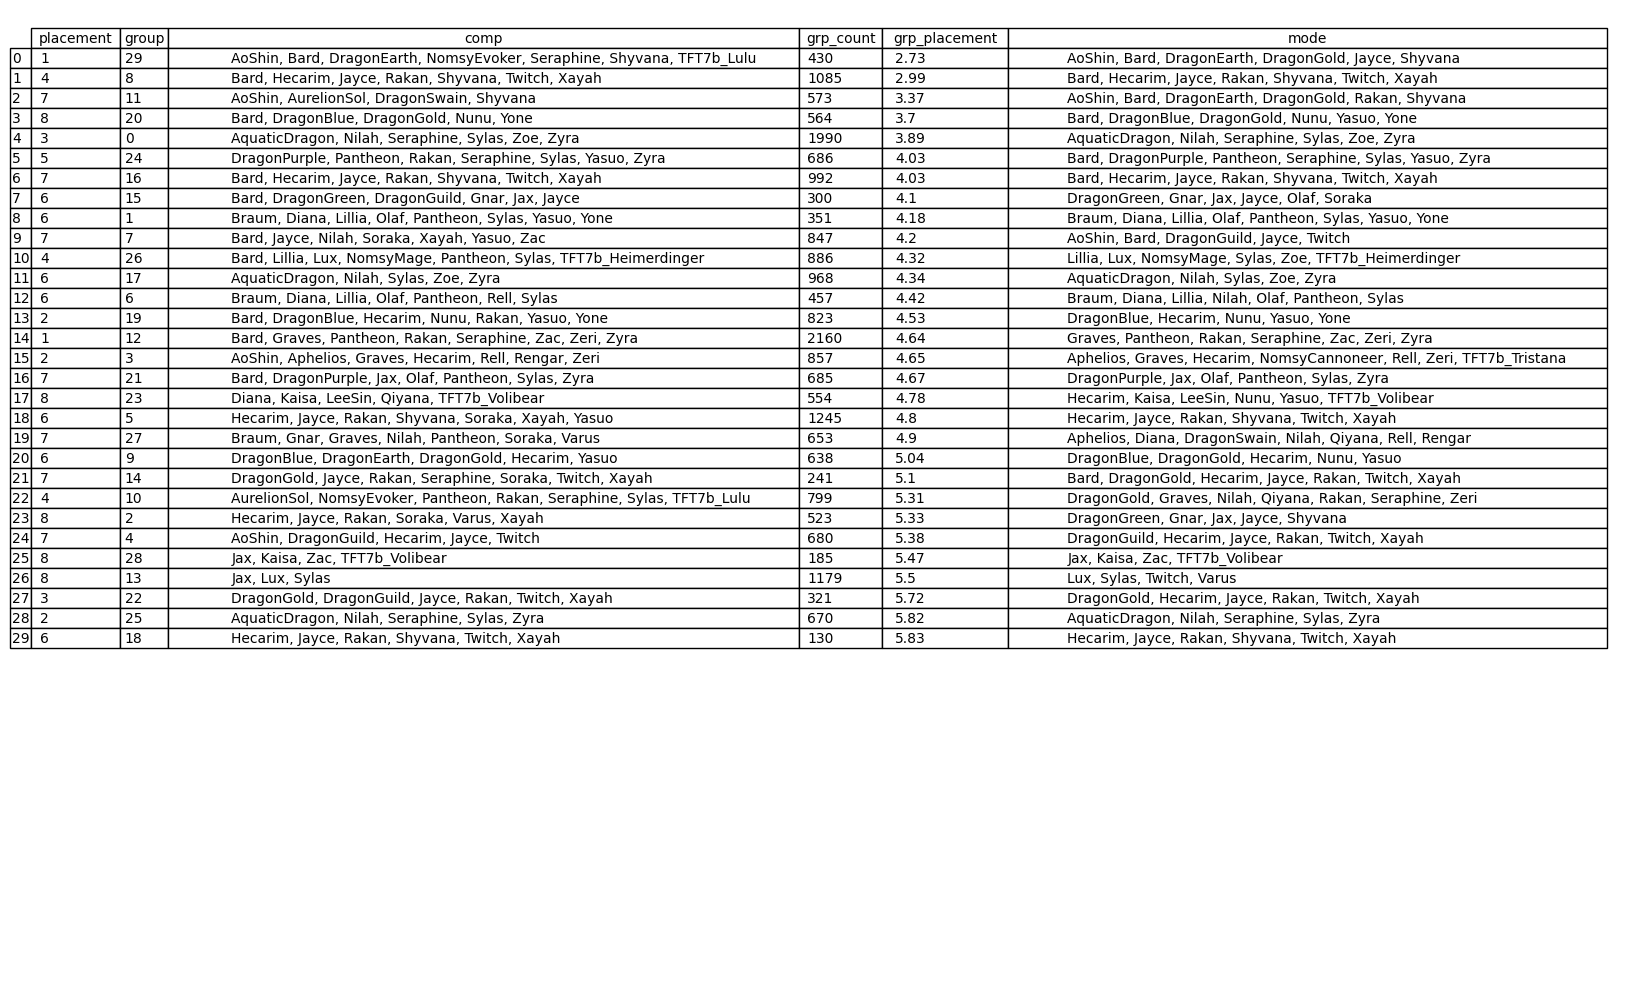 placement group comp grp_count grp_placement mode
0 1 29 AoShin, Bard, DragonEarth, NomsyEvoker, Seraphine, Shyvana, TFT7b_Lulu 430 2.73 AoShin, Bard, DragonEarth, DragonGold, Jayce, Shyvana
1 4 8 Bard, Hecarim, Jayce, Rakan, Shyvana, Twitch, Xayah 1085 2.99 Bard, Hecarim, Jayce, Rakan, Shyvana, Twitch, Xayah
2 7 11 AoShin, AurelionSol, DragonSwain, Shyvana 573 3.37 AoShin, Bard, DragonEarth, DragonGold, Rakan, Shyvana
3 8 20 Bard, DragonBlue, DragonGold, Nunu, Yone 564 3.7 Bard, DragonBlue, DragonGold, Nunu, Yasuo, Yone
4 3 0 AquaticDragon, Nilah, Seraphine, Sylas, Zoe, Zyra 1990 3.89 AquaticDragon, Nilah, Seraphine, Sylas, Zoe, Zyra
5 5 24 DragonPurple, Pantheon, Rakan, Seraphine, Sylas, Yasuo, Zyra 686 4.03 Bard, DragonPurple, Pantheon, Seraphine, Sylas, Yasuo, Zyra
6 7 16 Bard, Hecarim, Jayce, Rakan, Shyvana, Twitch, Xayah 992 4.03 Bard, Hecarim, Jayce, Rakan, Shyvana, Twitch, Xayah
7 6 15 Bard, DragonGreen, DragonGuild, Gnar, Jax, Jayce 300 4.1 DragonGreen, Gnar, Jax, Jayce, Olaf, Soraka
8 6 1 Braum, Diana, Lillia, Olaf, Pantheon, Sylas, Yasuo, Yone 351 4.18 Braum, Diana, Lillia, Olaf, Pantheon, Sylas, Yasuo, Yone
9 7 7 Bard, Jayce, Nilah, Soraka, Xayah, Yasuo, Zac 847 4.2 AoShin, Bard, DragonGuild, Jayce, Twitch
10 4 26 Bard, Lillia, Lux, NomsyMage, Pantheon, Sylas, TFT7b_Heimerdinger 886 4.32 Lillia, Lux, NomsyMage, Sylas, Zoe, TFT7b_Heimerdinger
11 6 17 AquaticDragon, Nilah, Sylas, Zoe, Zyra 968 4.34 AquaticDragon, Nilah, Sylas, Zoe, Zyra
12 6 6 Braum, Diana, Lillia, Olaf, Pantheon, Rell, Sylas 457 4.42 Braum, Diana, Lillia, Nilah, Olaf, Pantheon, Sylas
13 2 19 Bard, DragonBlue, Hecarim, Nunu, Rakan, Yasuo, Yone 823 4.53 DragonBlue, Hecarim, Nunu, Yasuo, Yone
14 1 12 Bard, Graves, Pantheon, Rakan, Seraphine, Zac, Zeri, Zyra 2160 4.64 Graves, Pantheon, Rakan, Seraphine, Zac, Zeri, Zyra
15 2 3 AoShin, Aphelios, Graves, Hecarim, Rell, Rengar, Zeri 857 4.65 Aphelios, Graves, Hecarim, NomsyCannoneer, Rell, Zeri, TFT7b_Tristana
16 7 21 Bard, DragonPurple, Jax, Olaf, Pantheon, Sylas, Zyra 685 4.67 DragonPurple, Jax, Olaf, Pantheon, Sylas, Zyra
17 8 23 Diana, Kaisa, LeeSin, Qiyana, TFT7b_Volibear 554 4.78 Hecarim, Kaisa, LeeSin, Nunu, Yasuo, TFT7b_Volibear
18 6 5 Hecarim, Jayce, Rakan, Shyvana, Soraka, Xayah, Yasuo 1245 4.8 Hecarim, Jayce, Rakan, Shyvana, Twitch, Xayah
19 7 27 Braum, Gnar, Graves, Nilah, Pantheon, Soraka, Varus 653 4.9 Aphelios, Diana, DragonSwain, Nilah, Qiyana, Rell, Rengar
20 6 9 DragonBlue, DragonEarth, DragonGold, Hecarim, Yasuo 638 5.04 DragonBlue, DragonGold, Hecarim, Nunu, Yasuo
21 7 14 DragonGold, Jayce, Rakan, Seraphine, Soraka, Twitch, Xayah 241 5.1 Bard, DragonGold, Hecarim, Jayce, Rakan, Twitch, Xayah
22 4 10 AurelionSol, NomsyEvoker, Pantheon, Rakan, Seraphine, Sylas, TFT7b_Lulu 799 5.31 DragonGold, Graves, Nilah, Qiyana, Rakan, Seraphine, Zeri
23 8 2 Hecarim, Jayce, Rakan, Soraka, Varus, Xayah 523 5.33 DragonGreen, Gnar, Jax, Jayce, Shyvana
24 7 4 AoShin, DragonGuild, Hecarim, Jayce, Twitch 680 5.38 DragonGuild, Hecarim, Jayce, Rakan, Twitch, Xayah
25 8 28 Jax, Kaisa, Zac, TFT7b_Volibear 185 5.47 Jax, Kaisa, Zac, TFT7b_Volibear
26 8 13 Jax, Lux, Sylas 1179 5.5 Lux, Sylas, Twitch, Varus
27 3 22 DragonGold, DragonGuild, Jayce, Rakan, Twitch, Xayah 321 5.72 DragonGold, Hecarim, Jayce, Rakan, Twitch, Xayah
28 2 25 AquaticDragon, Nilah, Seraphine, Sylas, Zyra 670 5.82 AquaticDragon, Nilah, Seraphine, Sylas, Zyra
29 6 18 Hecarim, Jayce, Rakan, Shyvana, Twitch, Xayah 130 5.83 Hecarim, Jayce, Rakan, Shyvana, Twitch, Xayah